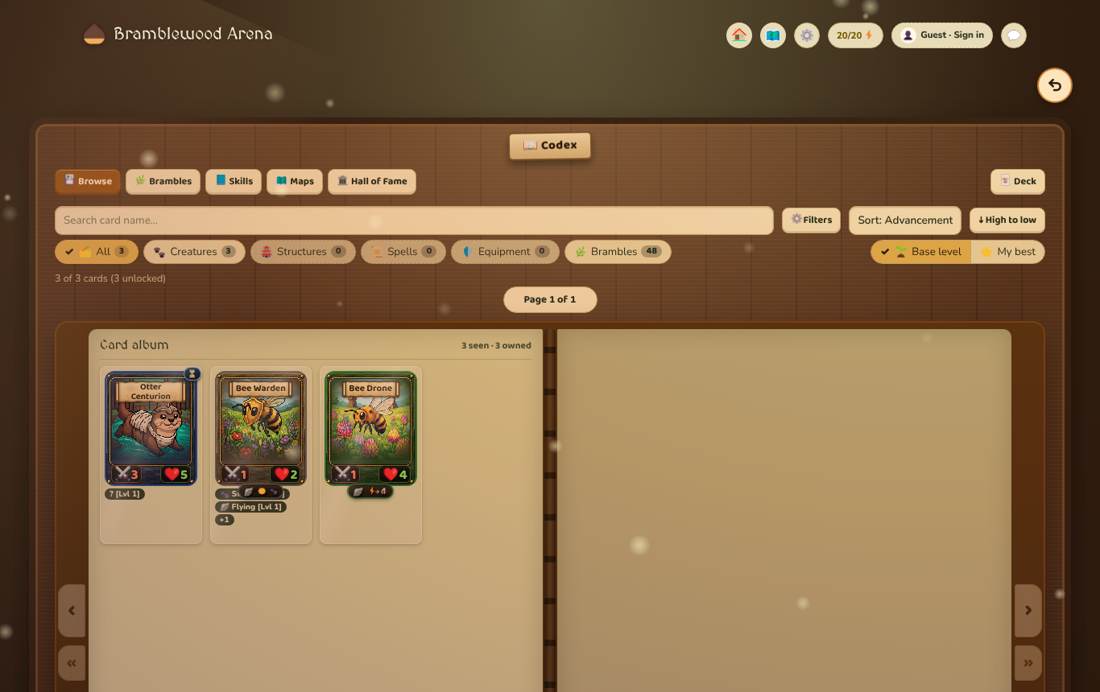 Bramblewood Arena
20/20
Guest · Sign in
Codex
Browse
Brambles
Skills
Maps
Hall of Fame
Deck
Search card name...
Filters
Sort: Advancement
↓ High to low
All 3
Creatures 3
Structures 0
Spells 0
Equipment 0
Brambles 48
Base level
My best
3 of 3 cards (3 unlocked)
Page 1 of 1
Card album
3 seen · 3 owned
Otter
Centurion
3
5
? [Lvl 1]
Bee Warden
1
2
Flying [Lvl 1]
+1
Bee Drone
1
4